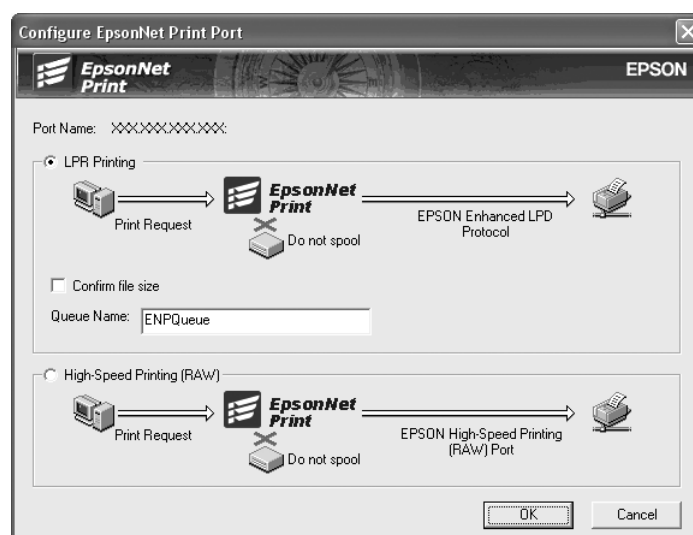 Configure EpsonNet Print Port
EpsonNet
Print
EPSON
Port Name: XXX.XXX.XXX.XXX:
LPR Printing
EpsonNet
Print
Print Request
EPSON Enhanced LPD
Protocol
Do not spool
Confirm file size
Queue Name: ENPQueue
High-Speed Printing (RAW)
EpsonNet
Print
Print Request
EPSON High-Speed Printing
(RAW) Port
Do not spool
OK
Cancel